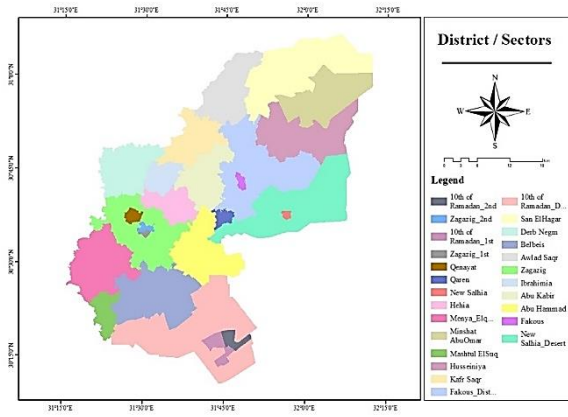 31°15'0"E 31°30'0"E 31°45'0"E 32°0'0"E 32°15'0"E
District / Sectors
N
W E
S
Legend
10th of
Ramadan_2nd
Zagazig_2nd
10th of
Ramadan_1st
Zagazig_1st
Qenayat
Qaren
New Salhia
Hehia
Menya_Elq...
Minshat
AbuOmar
Mashtul ElSuq
Husseiniya
Kafr Saqr
Fakous_Dist...
10th of
Ramadan_D...
San ElHagar
Derb Negm
Belbeis
Awlad Saqr
Zagazig
Ibrahimia
Abu Kabir
Abu Hammad
Fakous
New
Salhia_Desert
31°15'0"E 31°30'0"E 31°45'0"E 32°0'0"E 32°15'0"E